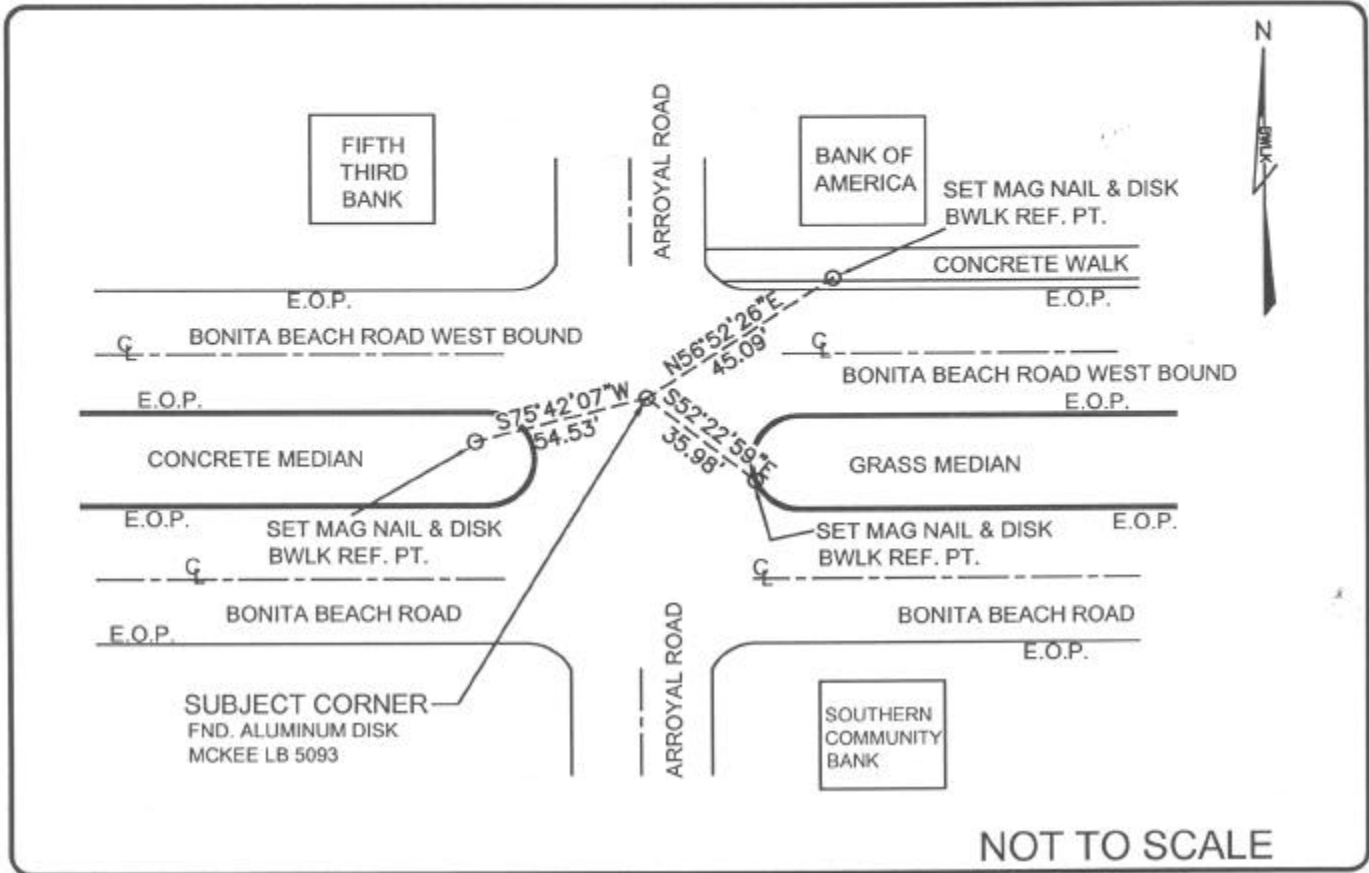 N
BWLK
FIFTH
THIRD
BANK
ARROYAL ROAD
BANK OF
AMERICA
SET MAG NAIL & DISK
BWLK REF. PT.
CONCRETE WALK
E.O.P.
E.O.P.
BONITA BEACH ROAD WEST BOUND
CL
N56°52'26"E
45.09'
CL
BONITA BEACH ROAD WEST BOUND
E.O.P.
E.O.P.
S75°42'07"W
54.53'
S52°22'59"E
35.98'
CONCRETE MEDIAN
GRASS MEDIAN
E.O.P.
E.O.P.
SET MAG NAIL & DISK
BWLK REF. PT.
SET MAG NAIL & DISK
BWLK REF. PT.
CL
CL
BONITA BEACH ROAD
BONITA BEACH ROAD
E.O.P.
E.O.P.
ARROYAL ROAD
SUBJECT CORNER
FND. ALUMINUM DISK
MCKEE LB 5093
SOUTHERN
COMMUNITY
BANK
NOT TO SCALE